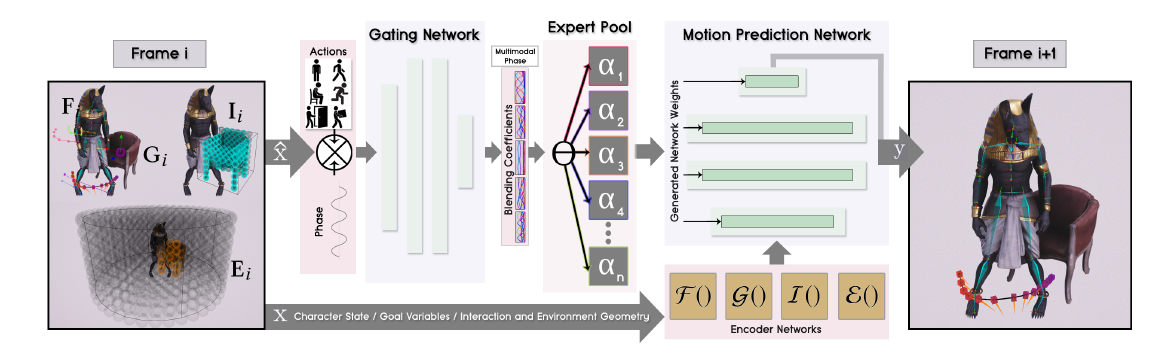 Frame i
F
G_i
I_i
E_i
X̂
Actions
Phase
Gating Network
Multimodal
Phase
Blending Coefficients
Expert Pool
α_1
α_2
α_3
α_4
α_n
Motion Prediction Network
Generated Network Weights
y
Frame i+1
X Character State / Goal Variables / Interaction and Environment Geometry
F() G() I() E()
Encoder Networks